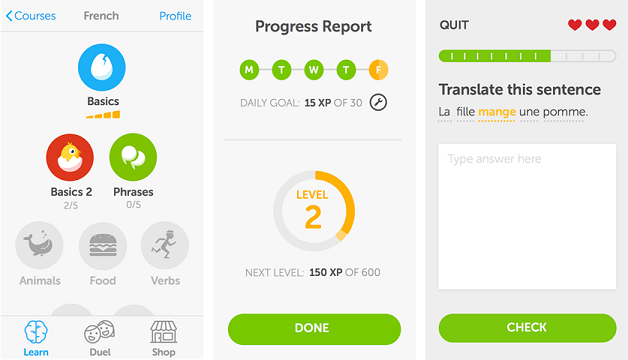 Courses French Profile
Basics
Basics 2 Phrases
2/5 0/5
Animals Food Verbs
Learn Duel Shop
Progress Report
M T W T F
DAILY GOAL: 15 XP OF 30
LEVEL
2
NEXT LEVEL: 150 XP OF 600
DONE
QUIT
Translate this sentence
La fille mange une pomme.
Type answer here
CHECK